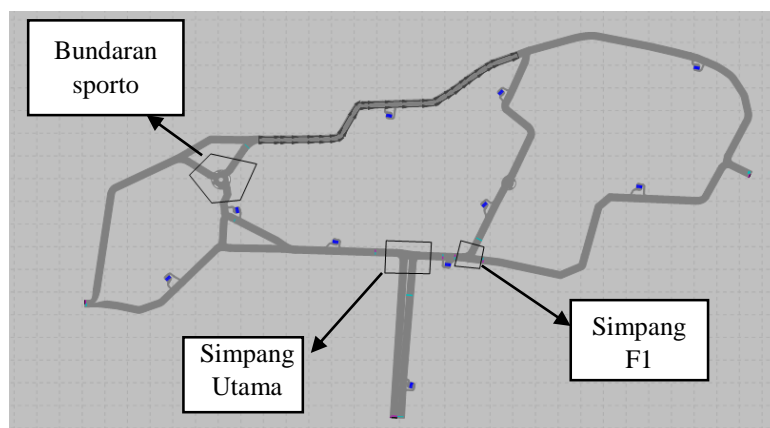 Bundaran
sporto
Simpang
Utama
Simpang
F1